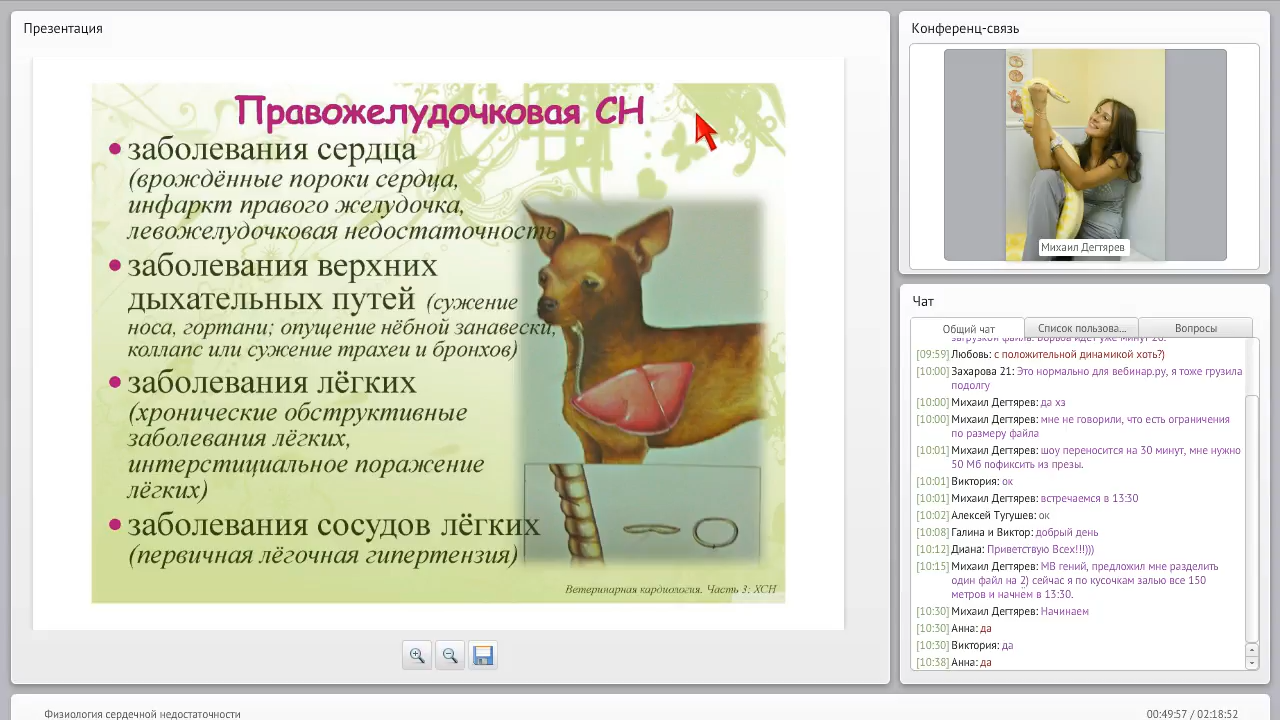 Презентация
Правожелудочковая СН
• заболевания сердца
(врождённые пороки сердца,
инфаркт правого желудочка,
левожелудочковая недостаточность)
• заболевания верхних
дыхательных путей (сужение
носа, гортани; опущение нёбной занавески,
коллапс или сужение трахеи и бронхов)
• заболевания лёгких
(хронические обструктивные
заболевания лёгких,
интерстициальное поражение
лёгких)
• заболевания сосудов лёгких
(первичная лёгочная гипертензия)
Ветеринарная кардиология. Часть 3: ХСН
Конференц-связь
Михаил Дегтярев
Чат
Общий чат
Список пользова...
Вопросы
[09:59] Любовь: с положительной динамикой хоть?)
[10:00] Захарова 21: Это нормально для вебинар.ру, я тоже грузила
подолгу
[10:00] Михаил Дегтярев: да хз
[10:00] Михаил Дегтярев: мне не говорили, что есть ограничения
по размеру файла
[10:01] Михаил Дегтярев: шоу переносится на 30 минут, мне нужно
50 Мб пофиксить из презы.
[10:01] Виктория: ок
[10:01] Михаил Дегтярев: встречаемся в 13:30
[10:02] Алексей Тугушев: ок
[10:08] Галина и Виктор: добрый день
[10:12] Диана: Приветствую Всех!!!)))
[10:15] Михаил Дегтярев: МВ гений, предложил мне разделить
один файл на 2) сейчас я по кусочкам залью все 150
метров и начнем в 13:30.
[10:30] Михаил Дегтярев: Начинаем
[10:30] Анна: да
[10:30] Виктория: да
[10:38] Анна: да
Физиология сердечной недостаточности
00:49:57 / 02:18:52